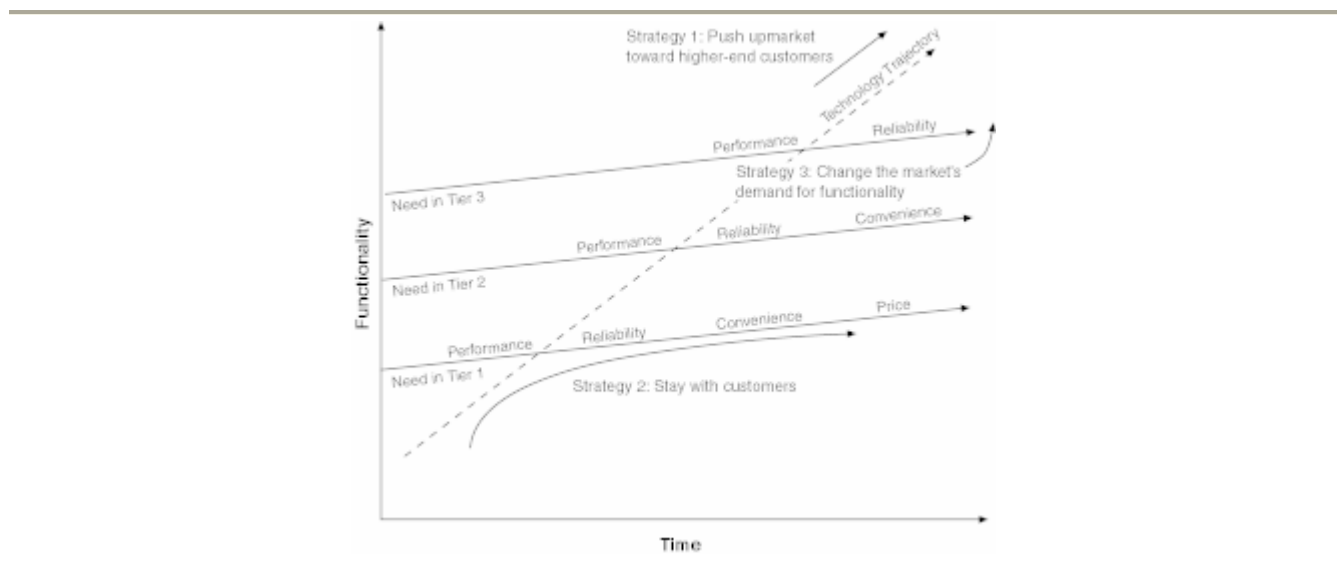 Strategy 1: Push upmarket
toward higher-end customers
Technology Trajectory
Performance
Reliability
Strategy 3: Change the market's
demand for functionality
Need in Tier 3
Performance
Reliability
Convenience
Need in Tier 2
Performance
Reliability
Convenience
Price
Need in Tier 1
Strategy 2: Stay with customers
Functionality
Time